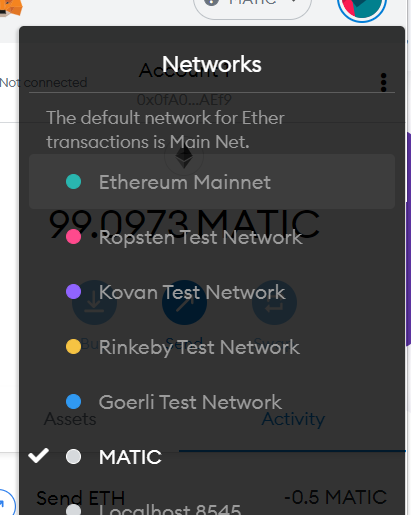 MATIC
Networks
Not connected
Account 1
0x0fA0...AEf9
The default network for Ether
transactions is Main Net.
Ethereum Mainnet
99.0973 MATIC
Ropsten Test Network
Kovan Test Network
Rinkeby Test Network
Goerli Test Network
Assets
Activity
MATIC
Send ETH
-0.5 MATIC
Localhost 8545